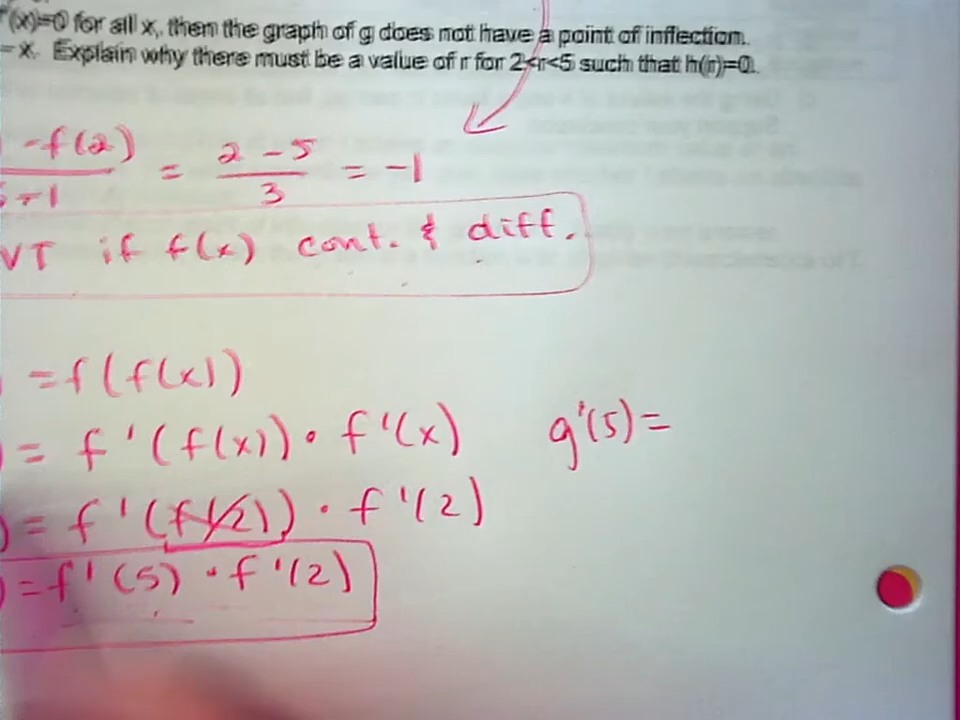 "(x)=0 for all x, then the graph of g does not have a point of inflection.
- x. Explain why there must be a value of r for 2<r<5 such that h(r)=0.
-f(2) / 5-1 = 2-5 / 3 = -1
VT if f(x) cont. & diff.
= f(f(x))
) = f'(f(x)) · f'(x) g'(5) =
) = f'(f(2)) · f'(2)
) = f'(5) · f'(2)